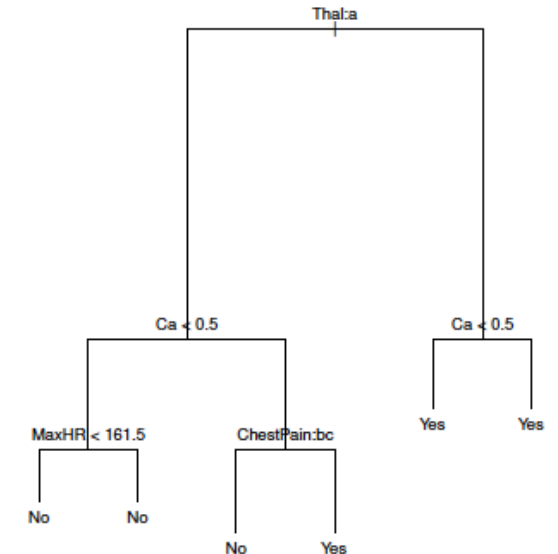 Thal:a
Ca < 0.5
Ca < 0.5
MaxHR < 161.5
ChestPain:bc
Yes
Yes
No
No
No
Yes